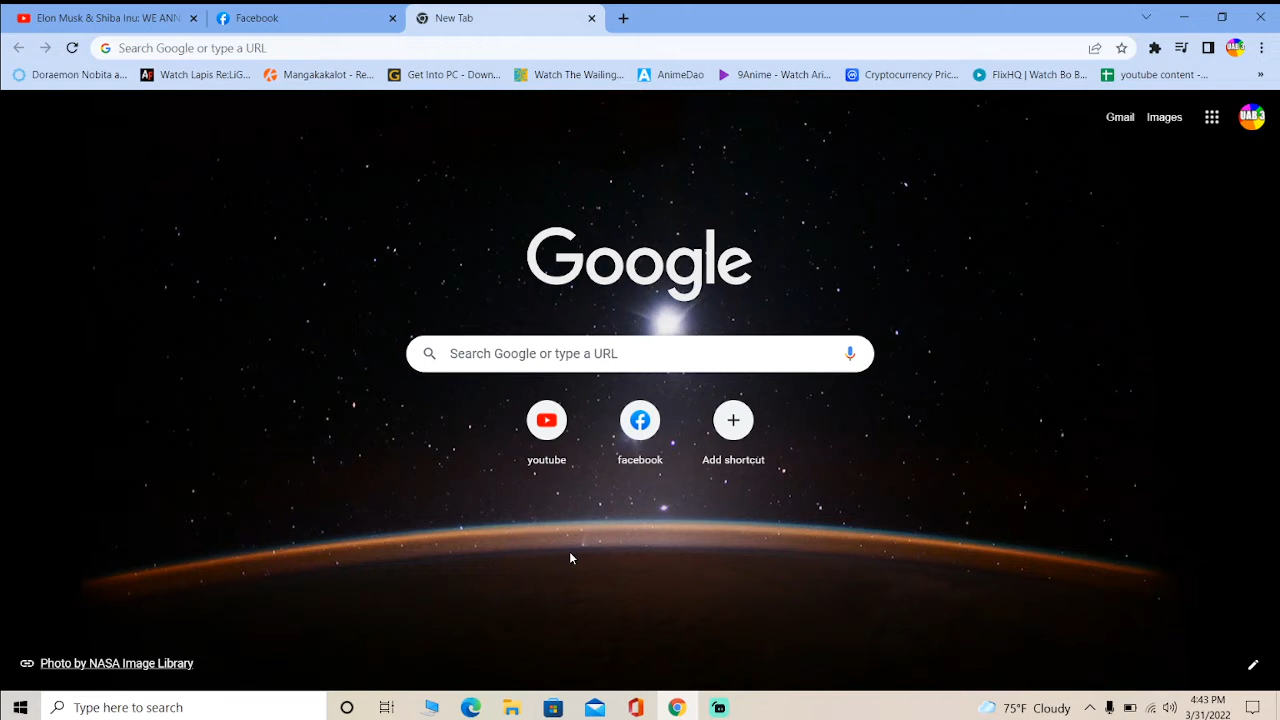 Elon Musk & Shiba Inu: WE ANN
Facebook
New Tab
Search Google or type a URL
Doraemon Nobita a...
Watch Lapis Re:LiG...
Mangakakalot - Re...
Get Into PC - Down...
Watch The Wailing...
AnimeDao
9Anime - Watch Ari...
Cryptocurrency Pric...
FlixHQ | Watch Bo B...
youtube content -...
»
Gmail
Images
UAB 3
Google
Search Google or type a URL
youtube
facebook
Add shortcut
Photo by NASA Image Library
Type here to search
75°F Cloudy
4:43 PM
3/31/2022